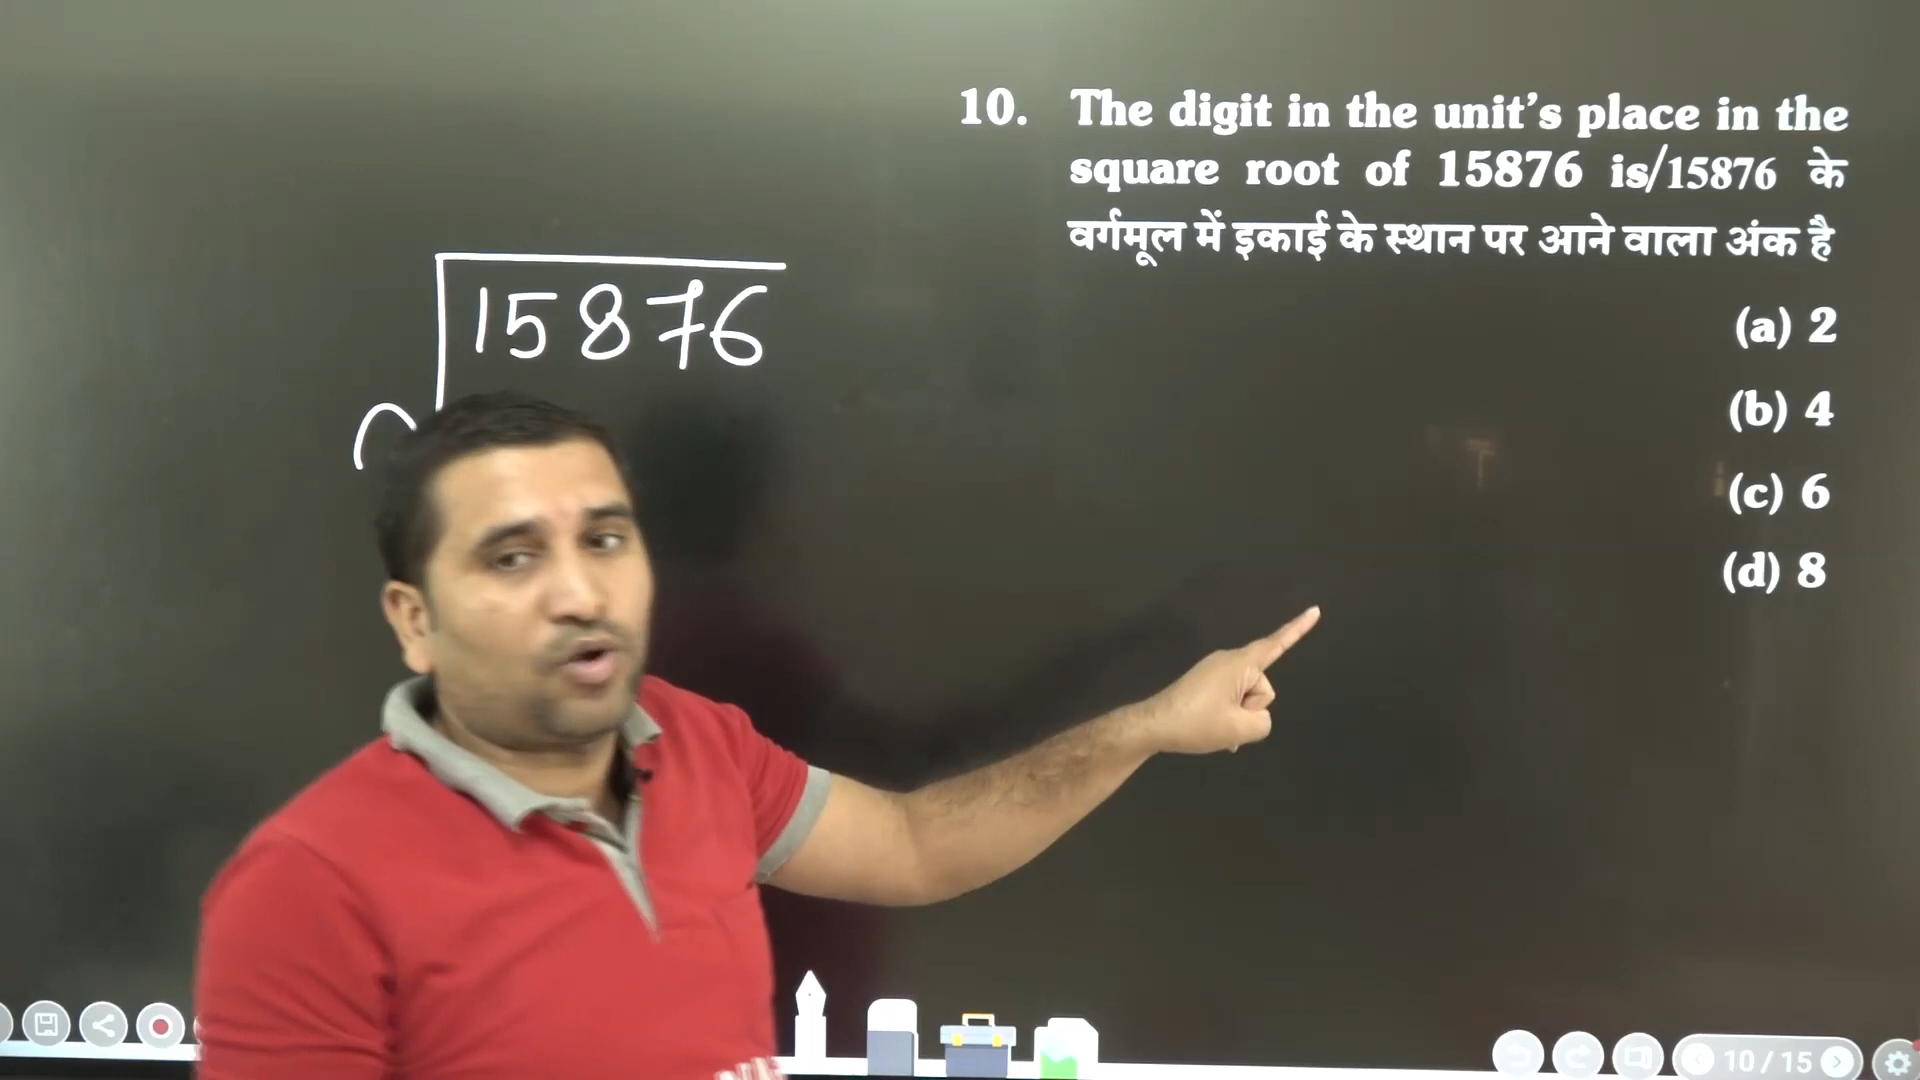 10. The digit in the unit's place in the
square root of 15876 is/15876 के
वर्गमूल में इकाई के स्थान पर आने वाला अंक है
(a) 2
(b) 4
(c) 6
(d) 8
15876
10/15